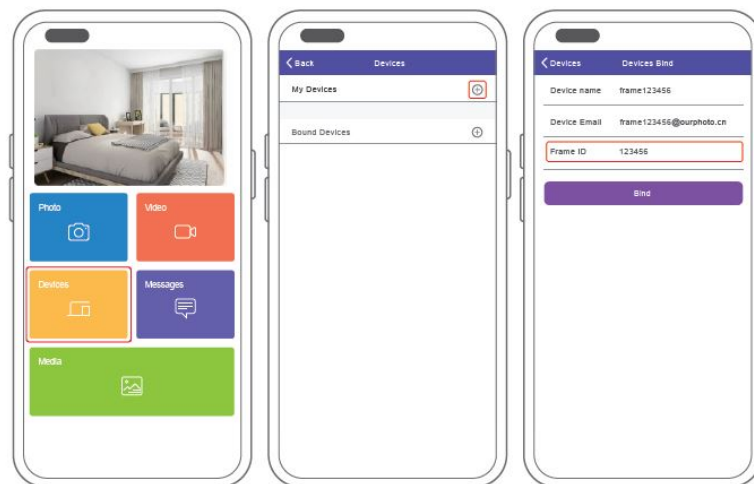 Photo
Video
Devices
Messages
Media
Back
Devices
My Devices
Bound Devices
Devices
Devices Bind
Device name frame123456
Device Email frame123456@ourphoto.cn
Frame ID 123456
Bind